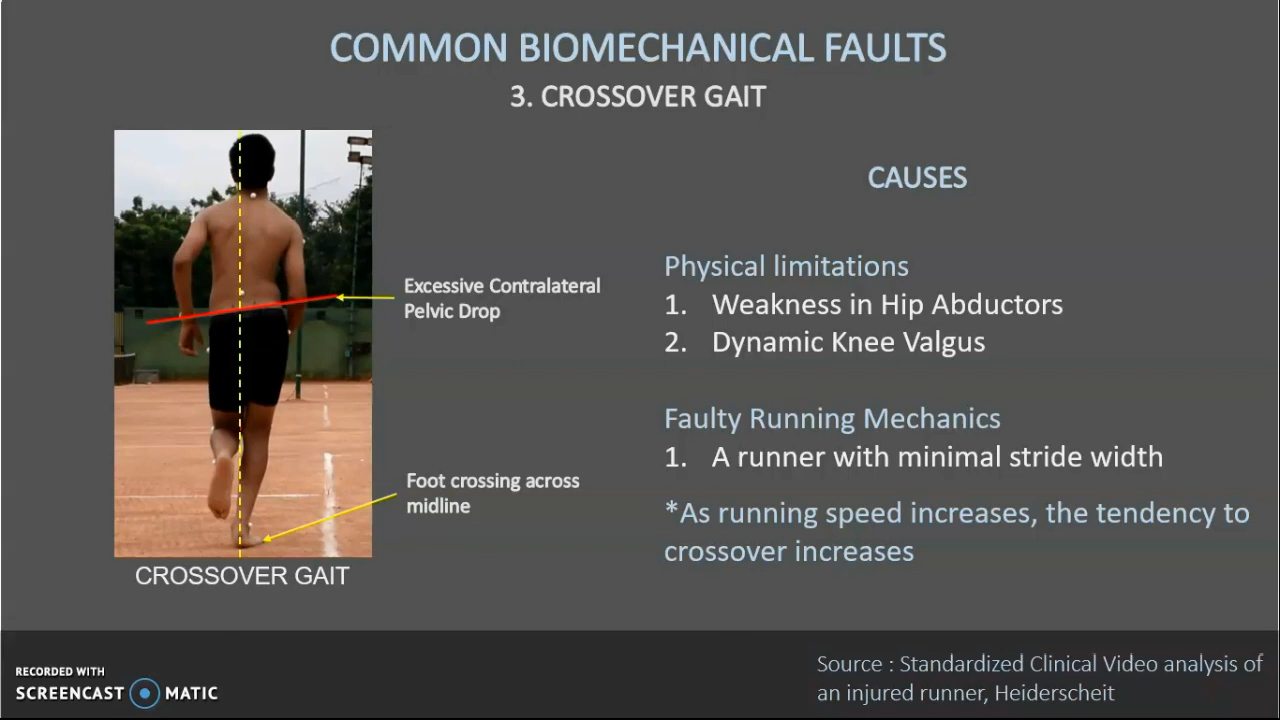 COMMON BIOMECHANICAL FAULTS
3. CROSSOVER GAIT
CAUSES
Excessive Contralateral
Pelvic Drop
Foot crossing across
midline
CROSSOVER GAIT
Physical limitations
1. Weakness in Hip Abductors
2. Dynamic Knee Valgus
Faulty Running Mechanics
1. A runner with minimal stride width
*As running speed increases, the tendency to
crossover increases
RECORDED WITH
SCREENCAST MATIC
Source : Standardized Clinical Video analysis of
an injured runner, Heiderscheit